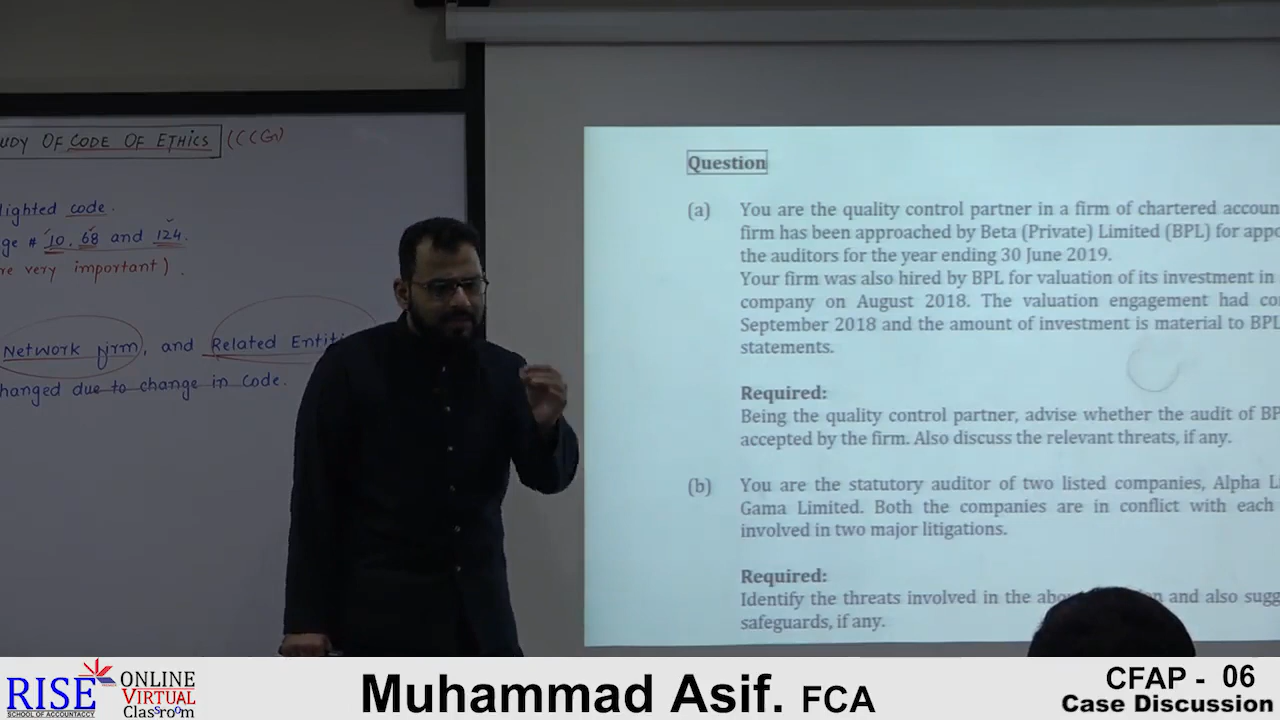 UDY OF CODE OF ETHICS (CCG)
lighted code.
ge # 10, 68 and 124.
re very important).
Network firm, and Related Entiti
hanged due to change in code.
Question
(a) You are the quality control partner in a firm of chartered accoun
firm has been approached by Beta (Private) Limited (BPL) for appo
the auditors for the year ending 30 June 2019.
Your firm was also hired by BPL for valuation of its investment in
company on August 2018. The valuation engagement had co
September 2018 and the amount of investment is material to BPL
statements.
Required:
Being the quality control partner, advise whether the audit of BP
accepted by the firm. Also discuss the relevant threats, if any.
(b) You are the statutory auditor of two listed companies, Alpha Li
Gama Limited. Both the companies are in conflict with each
involved in two major litigations.
Required:
Identify the threats involved in the and also sugg
safeguards, if any.
RISE
SCHOOL OF ACCOUNTANCY
ONLINE
VIRTUAL
Classroom
Muhammad Asif. FCA
CFAP - 06
Case Discussion